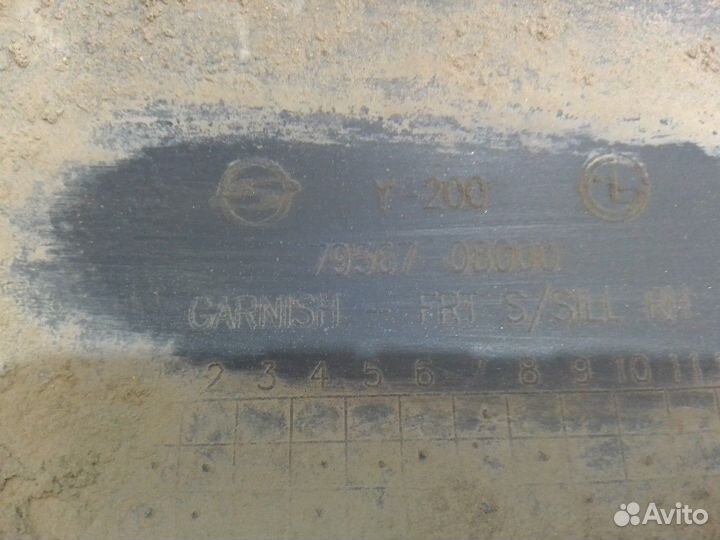 Y-200
79567-08000
GARNISH - FRT S/SILL RH
2 3 4 5 6 7 8 9 10 11
Avito